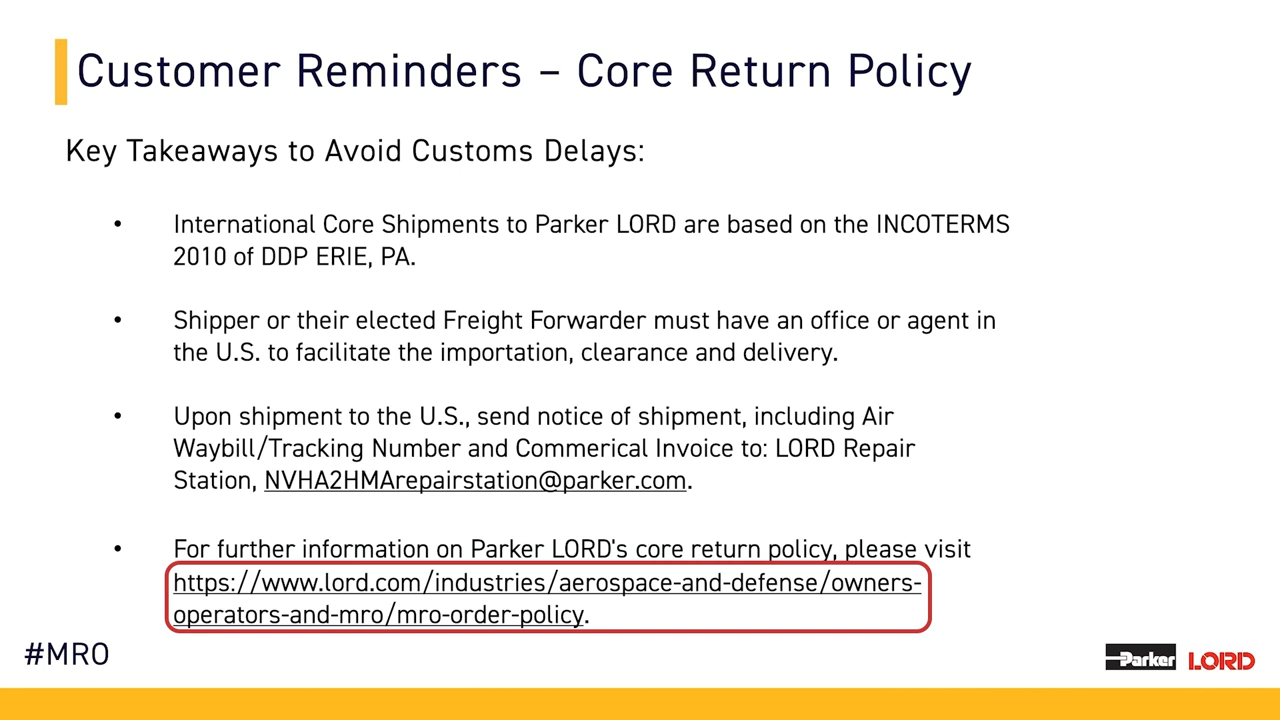 Customer Reminders – Core Return Policy
Key Takeaways to Avoid Customs Delays:
• International Core Shipments to Parker LORD are based on the INCOTERMS
2010 of DDP ERIE, PA.
• Shipper or their elected Freight Forwarder must have an office or agent in
the U.S. to facilitate the importation, clearance and delivery.
• Upon shipment to the U.S., send notice of shipment, including Air
Waybill/Tracking Number and Commerical Invoice to: LORD Repair
Station, NVHA2HMArepairstation@parker.com.
• For further information on Parker LORD's core return policy, please visit
https://www.lord.com/industries/aerospace-and-defense/owners-
operators-and-mro/mro-order-policy.
#MRO
Parker LORD